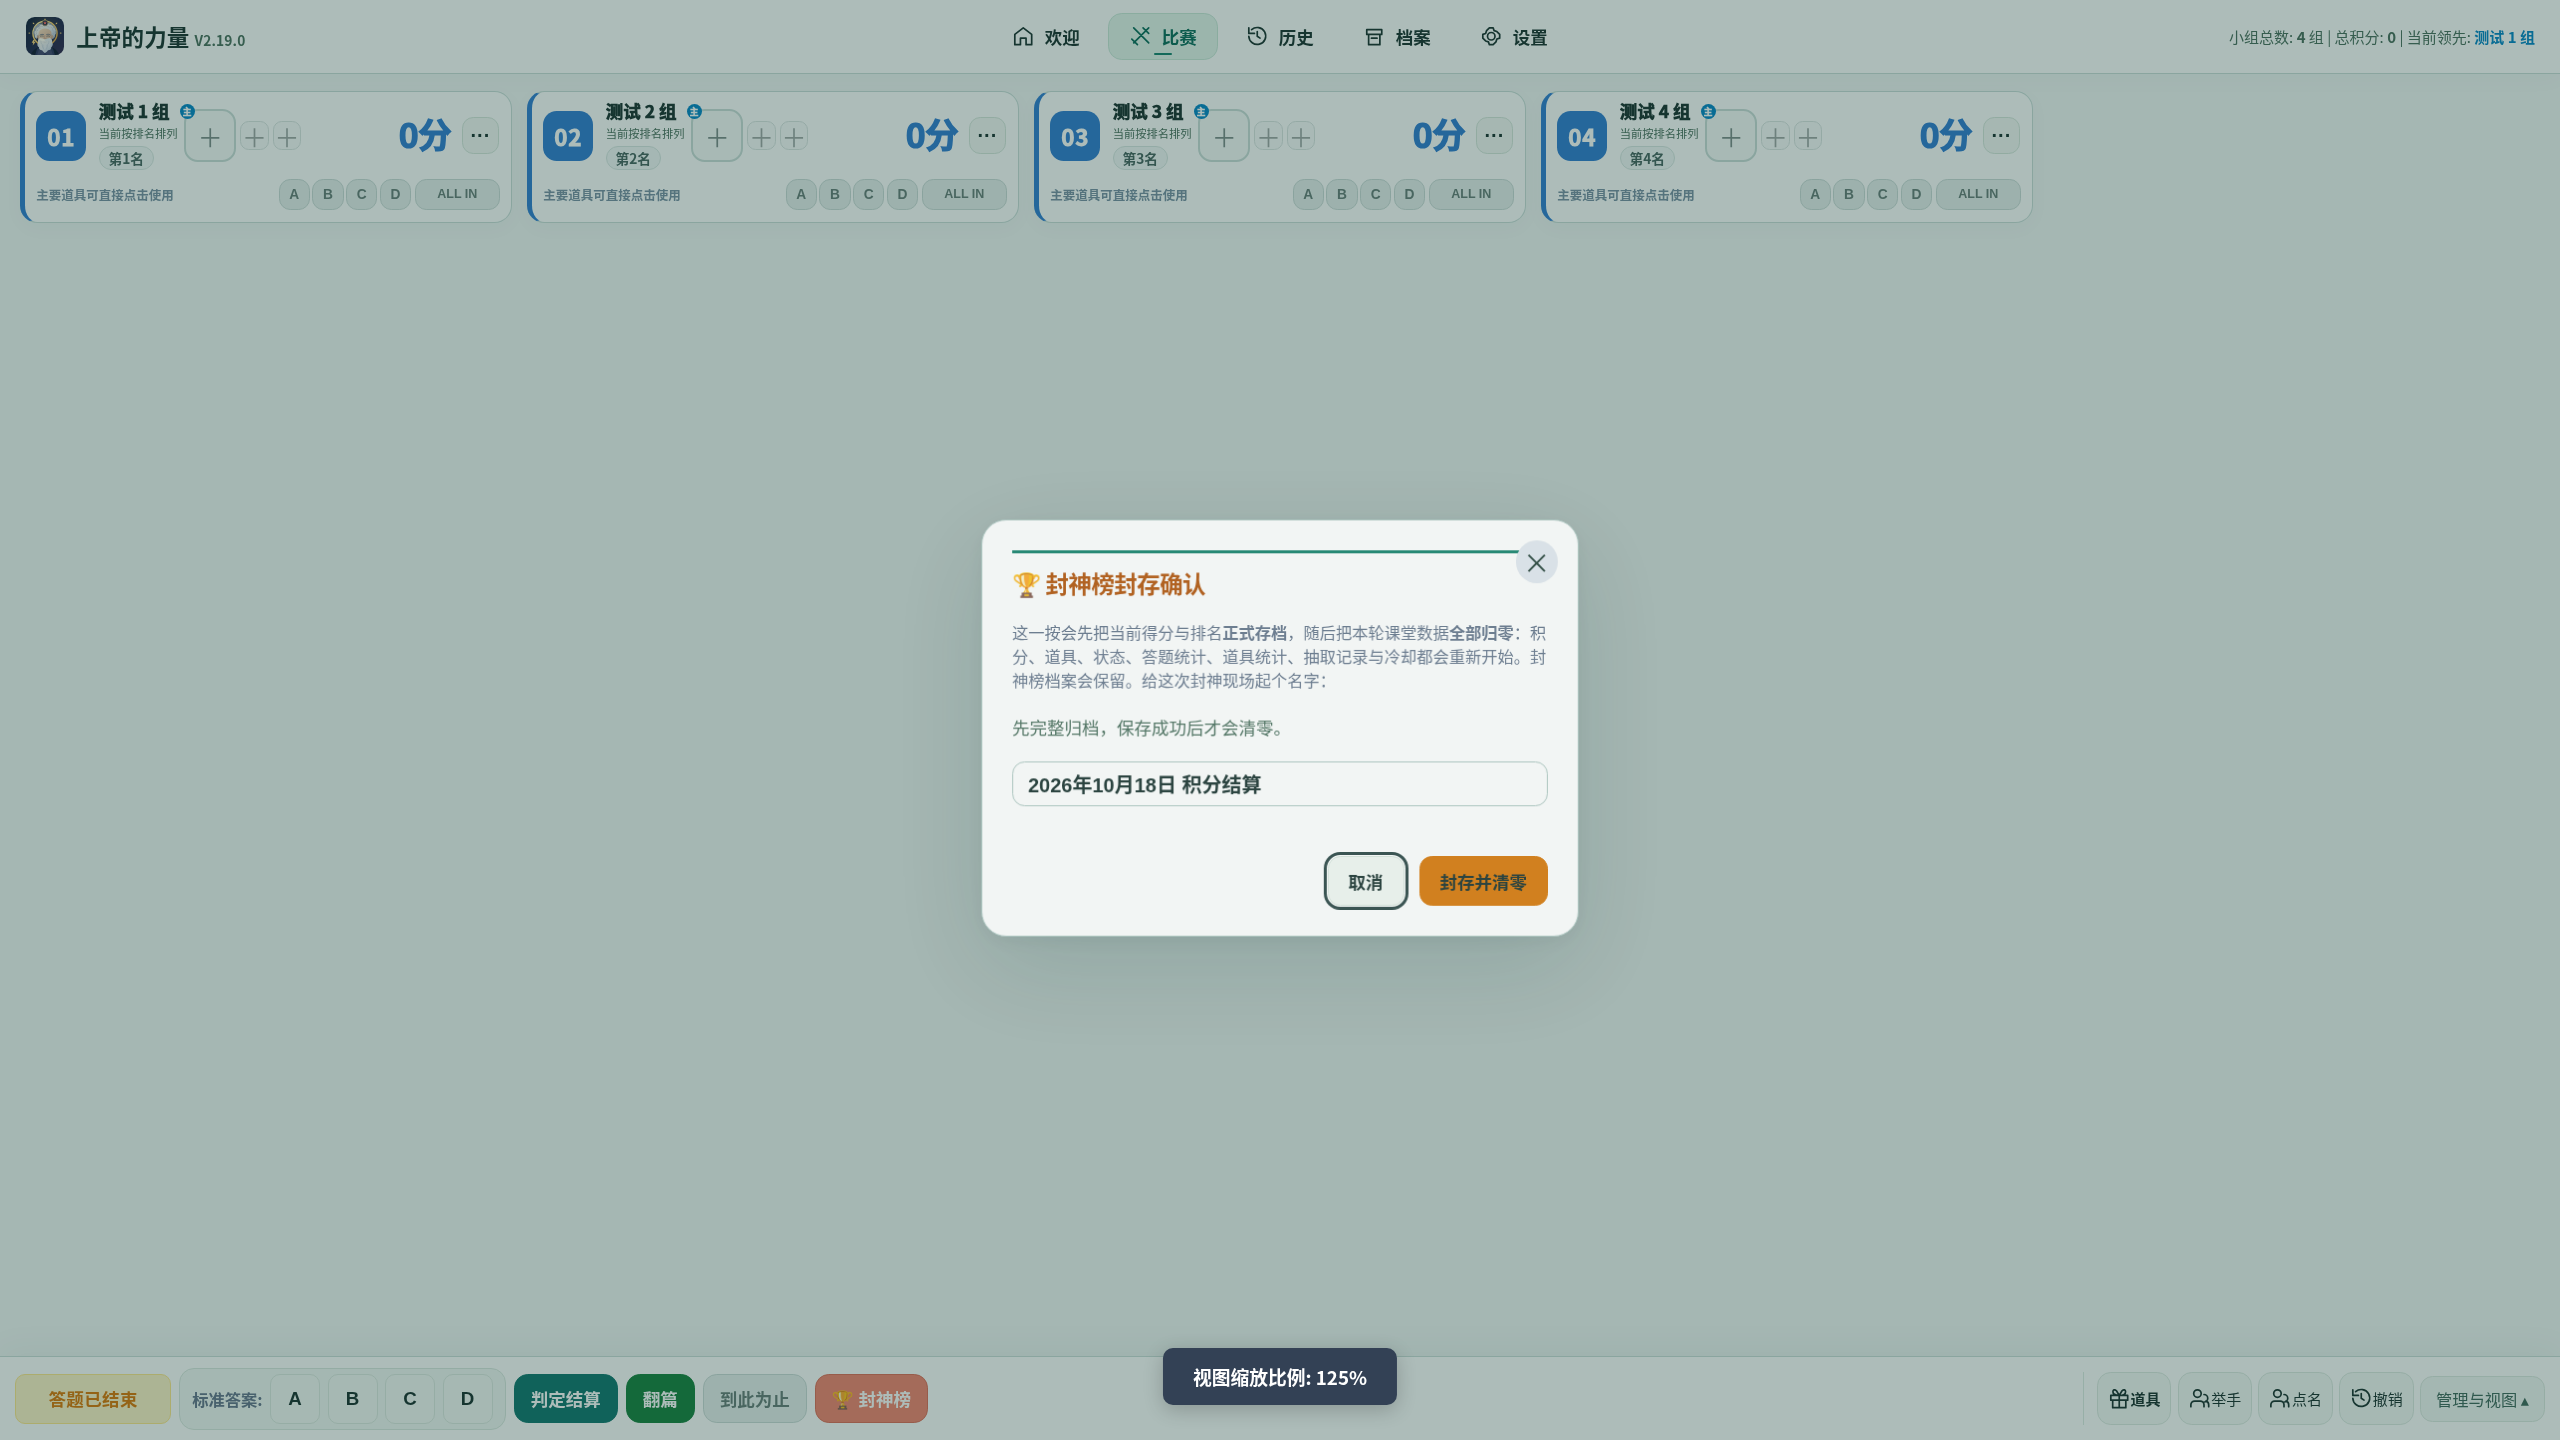 上帝的力量 V2.19.0
欢迎
比赛
历史
档案
设置
小组总数: 4 组 | 总积分: 0 | 当前领先: 测试 1 组
01
测试 1 组
当前按排名排列
第1名
主
0分
...
主要道具可直接点击使用
A B C D ALL IN
02
测试 2 组
当前按排名排列
第2名
主
0分
...
主要道具可直接点击使用
A B C D ALL IN
03
测试 3 组
当前按排名排列
第3名
主
0分
...
主要道具可直接点击使用
A B C D ALL IN
04
测试 4 组
当前按排名排列
第4名
主
0分
...
主要道具可直接点击使用
A B C D ALL IN
🏆 封神榜封存确认
这一按会先把当前得分与排名正式存档，随后把本轮课堂数据全部归零：积
分、道具、状态、答题统计、道具统计、抽取记录与冷却都会重新开始。封
神榜档案会保留。给这次封神现场起个名字：
先完整归档，保存成功后才会清零。
2026年10月18日 积分结算
取消
封存并清零
视图缩放比例: 125%
答题已结束
标准答案: A B C D
判定结算
翻篇
到此为止
🏆 封神榜
道具
举手
点名
撤销
管理与视图 ▴